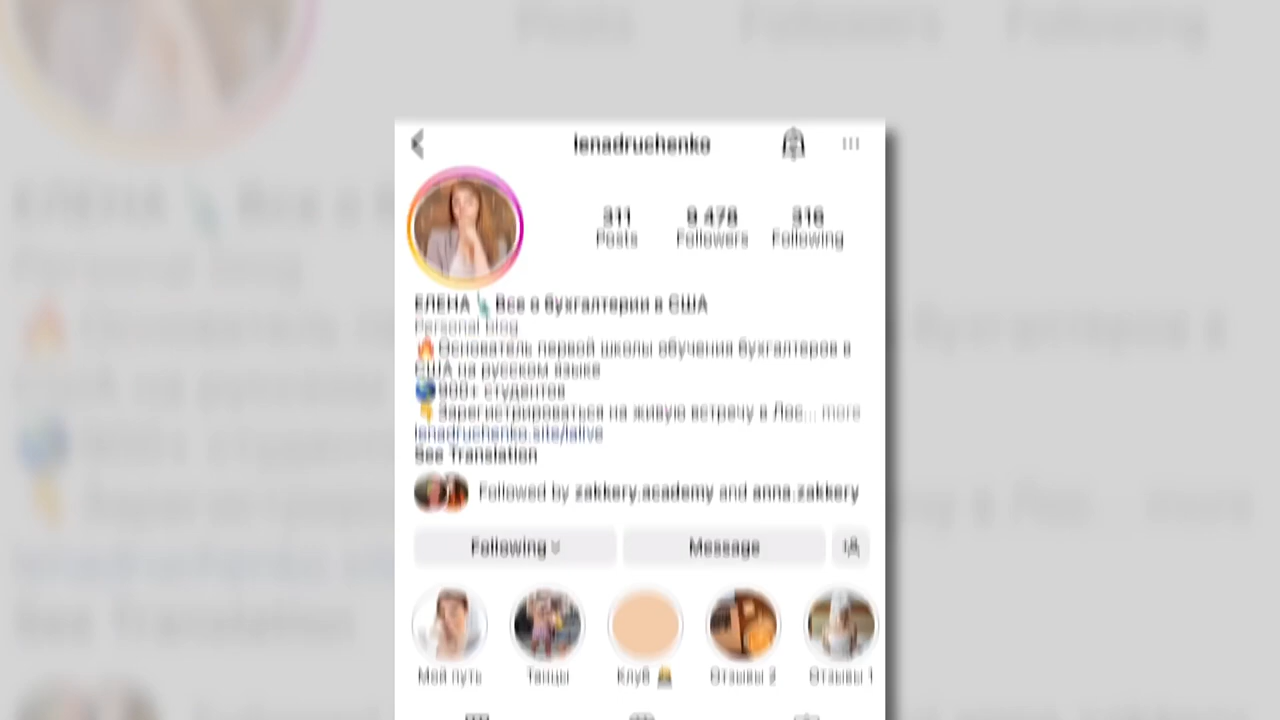 lenadruchenko
311 9 478 316
Posts Followers Following
ЕЛЕНА Все о бухгалтерии в США
Personal blog
Основатель первой школы обучения бухгалтеров в
США на русском языке
900+ студентов
Зарегистрироваться на живую встречу в Лос... more
lenadruchenko.site/lalive
See Translation
Followed by zakkery.academy and anna.zakkery
Following Message
Мой путь Танцы Клуб Отзывы 2 Отзывы 1